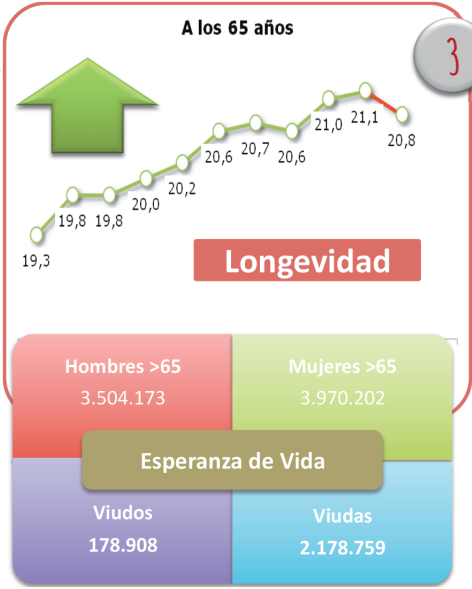 A los 65 años
3
19,3
19,8
19,8
20,0
20,2
20,6
20,7
20,6
21,0
21,1
20,8
Longevidad
Hombres >65
3.504.173
Mujeres >65
3.970.202
Esperanza de Vida
Viudos
178.908
Viudas
2.178.759